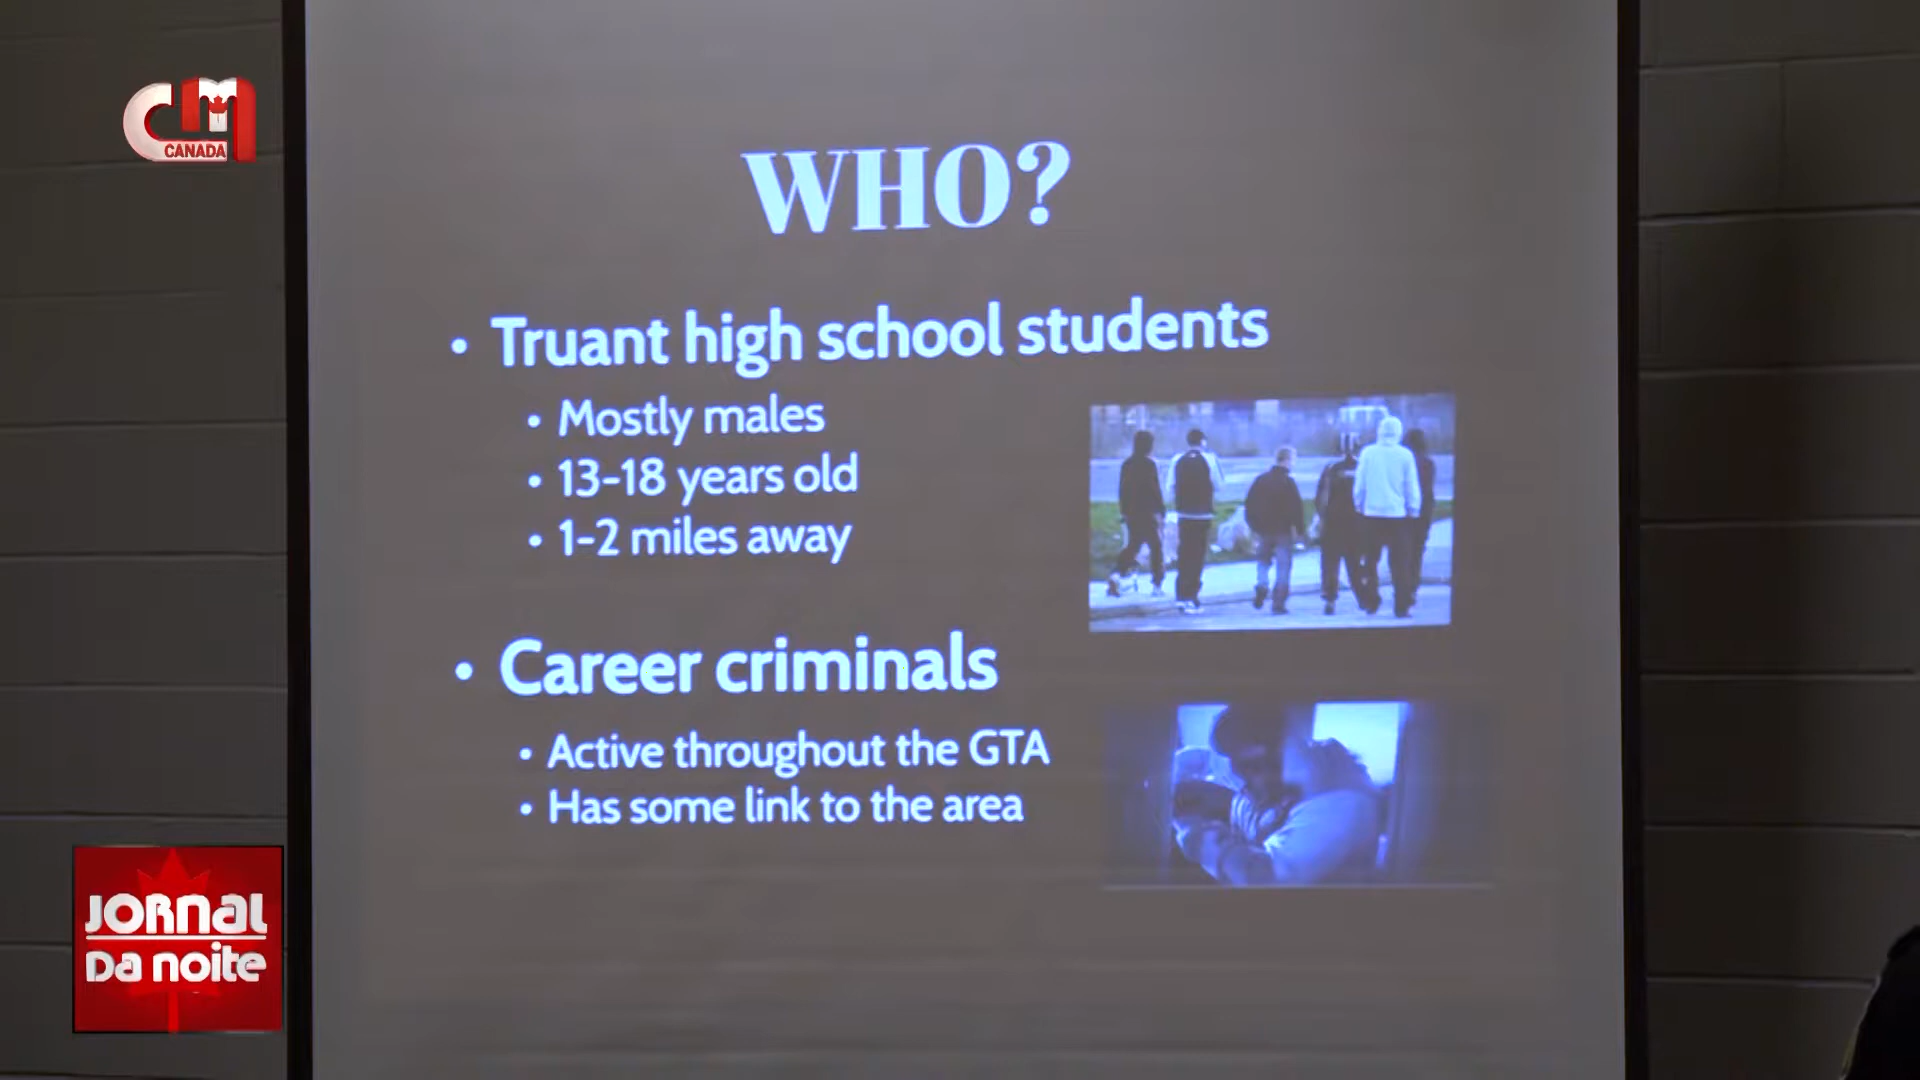 CM
CANADA
WHO?
• Truant high school students
• Mostly males
• 13-18 years old
• 1-2 miles away
• Career criminals
• Active throughout the GTA
• Has some link to the area
JORNAL
DA NOITE